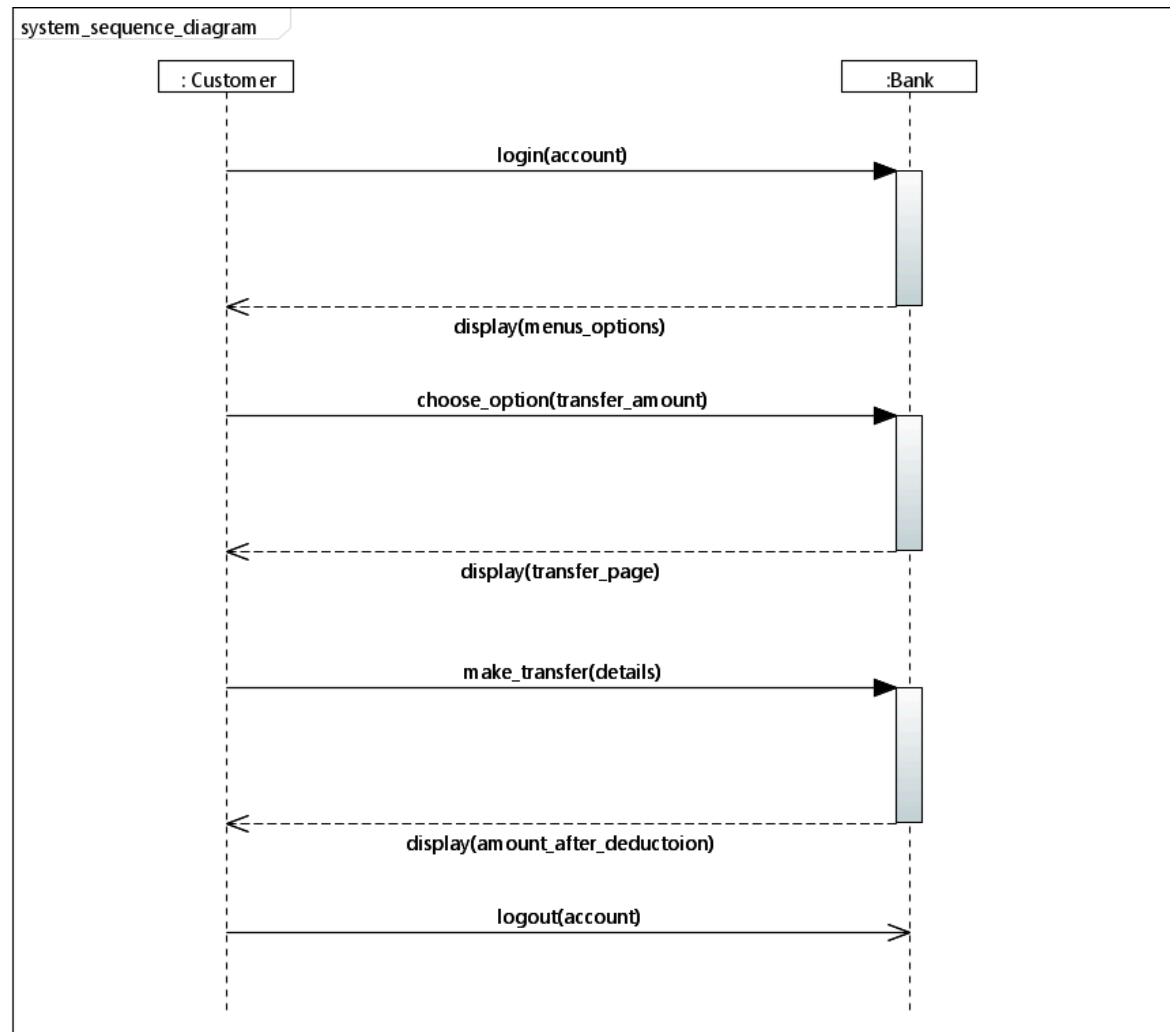 system_sequence_diagram
: Customer
:Bank
login(account)
display(menus_options)
choose_option(transfer_amount)
display(transfer_page)
make_transfer(details)
display(amount_after_deductoion)
logout(account)